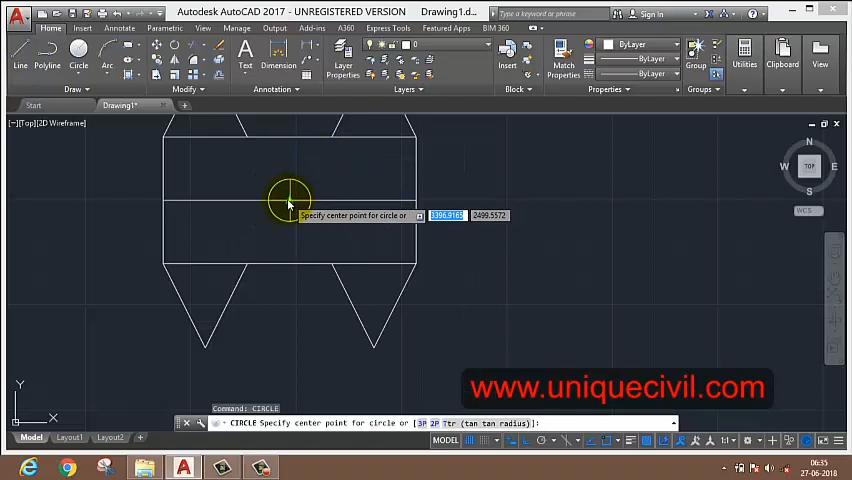 Autodesk AutoCAD 2017 - UNREGISTERED VERSION Drawing1.d...
Type a keyword or phrase
Sign In
Home Insert Annotate Parametric View Manage Output Add-ins A360 Express Tools Featured Apps BIM 360
Line Polyline Circle Arc
Text Dimension
Layer Properties
0
Insert
Match Properties
ByLayer
ByLayer
ByLayer
Group
Utilities
Clipboard
View
Draw Modify Annotation Layers Block Properties Groups
Start Drawing1*
[−][Top][2D Wireframe]
N
W TOP E
S
WCS
Specify center point for circle or 3396.9165 2499.5572
www.uniquecivil.com
Y
X
Command: CIRCLE
CIRCLE Specify center point for circle or [3P 2P Ttr (tan tan radius)]:
Model Layout1 Layout2
MODEL
1:1
06:35
27-06-2018